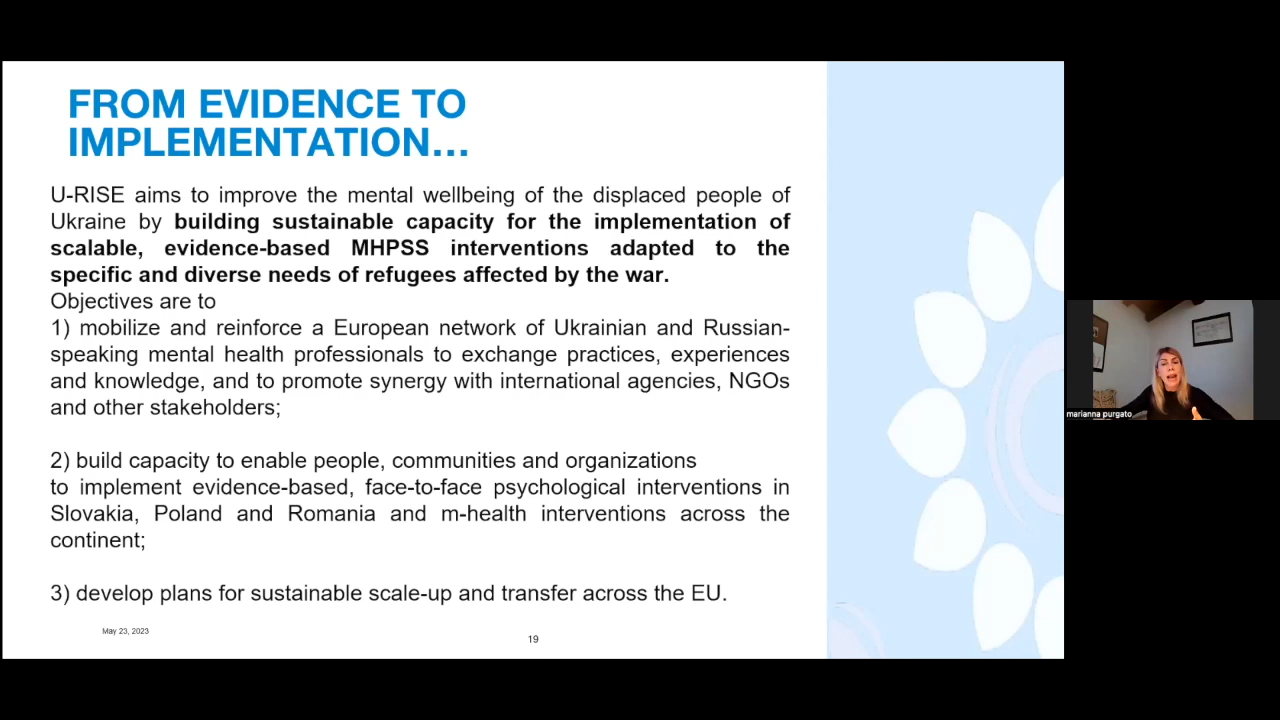 FROM EVIDENCE TO
IMPLEMENTATION…
U-RISE aims to improve the mental wellbeing of the displaced people of
Ukraine by building sustainable capacity for the implementation of
scalable, evidence-based MHPSS interventions adapted to the
specific and diverse needs of refugees affected by the war.
Objectives are to
1) mobilize and reinforce a European network of Ukrainian and Russian-
speaking mental health professionals to exchange practices, experiences
and knowledge, and to promote synergy with international agencies, NGOs
and other stakeholders;
2) build capacity to enable people, communities and organizations
to implement evidence-based, face-to-face psychological interventions in
Slovakia, Poland and Romania and m-health interventions across the
continent;
3) develop plans for sustainable scale-up and transfer across the EU.
May 23, 2023
19
marianna purgato